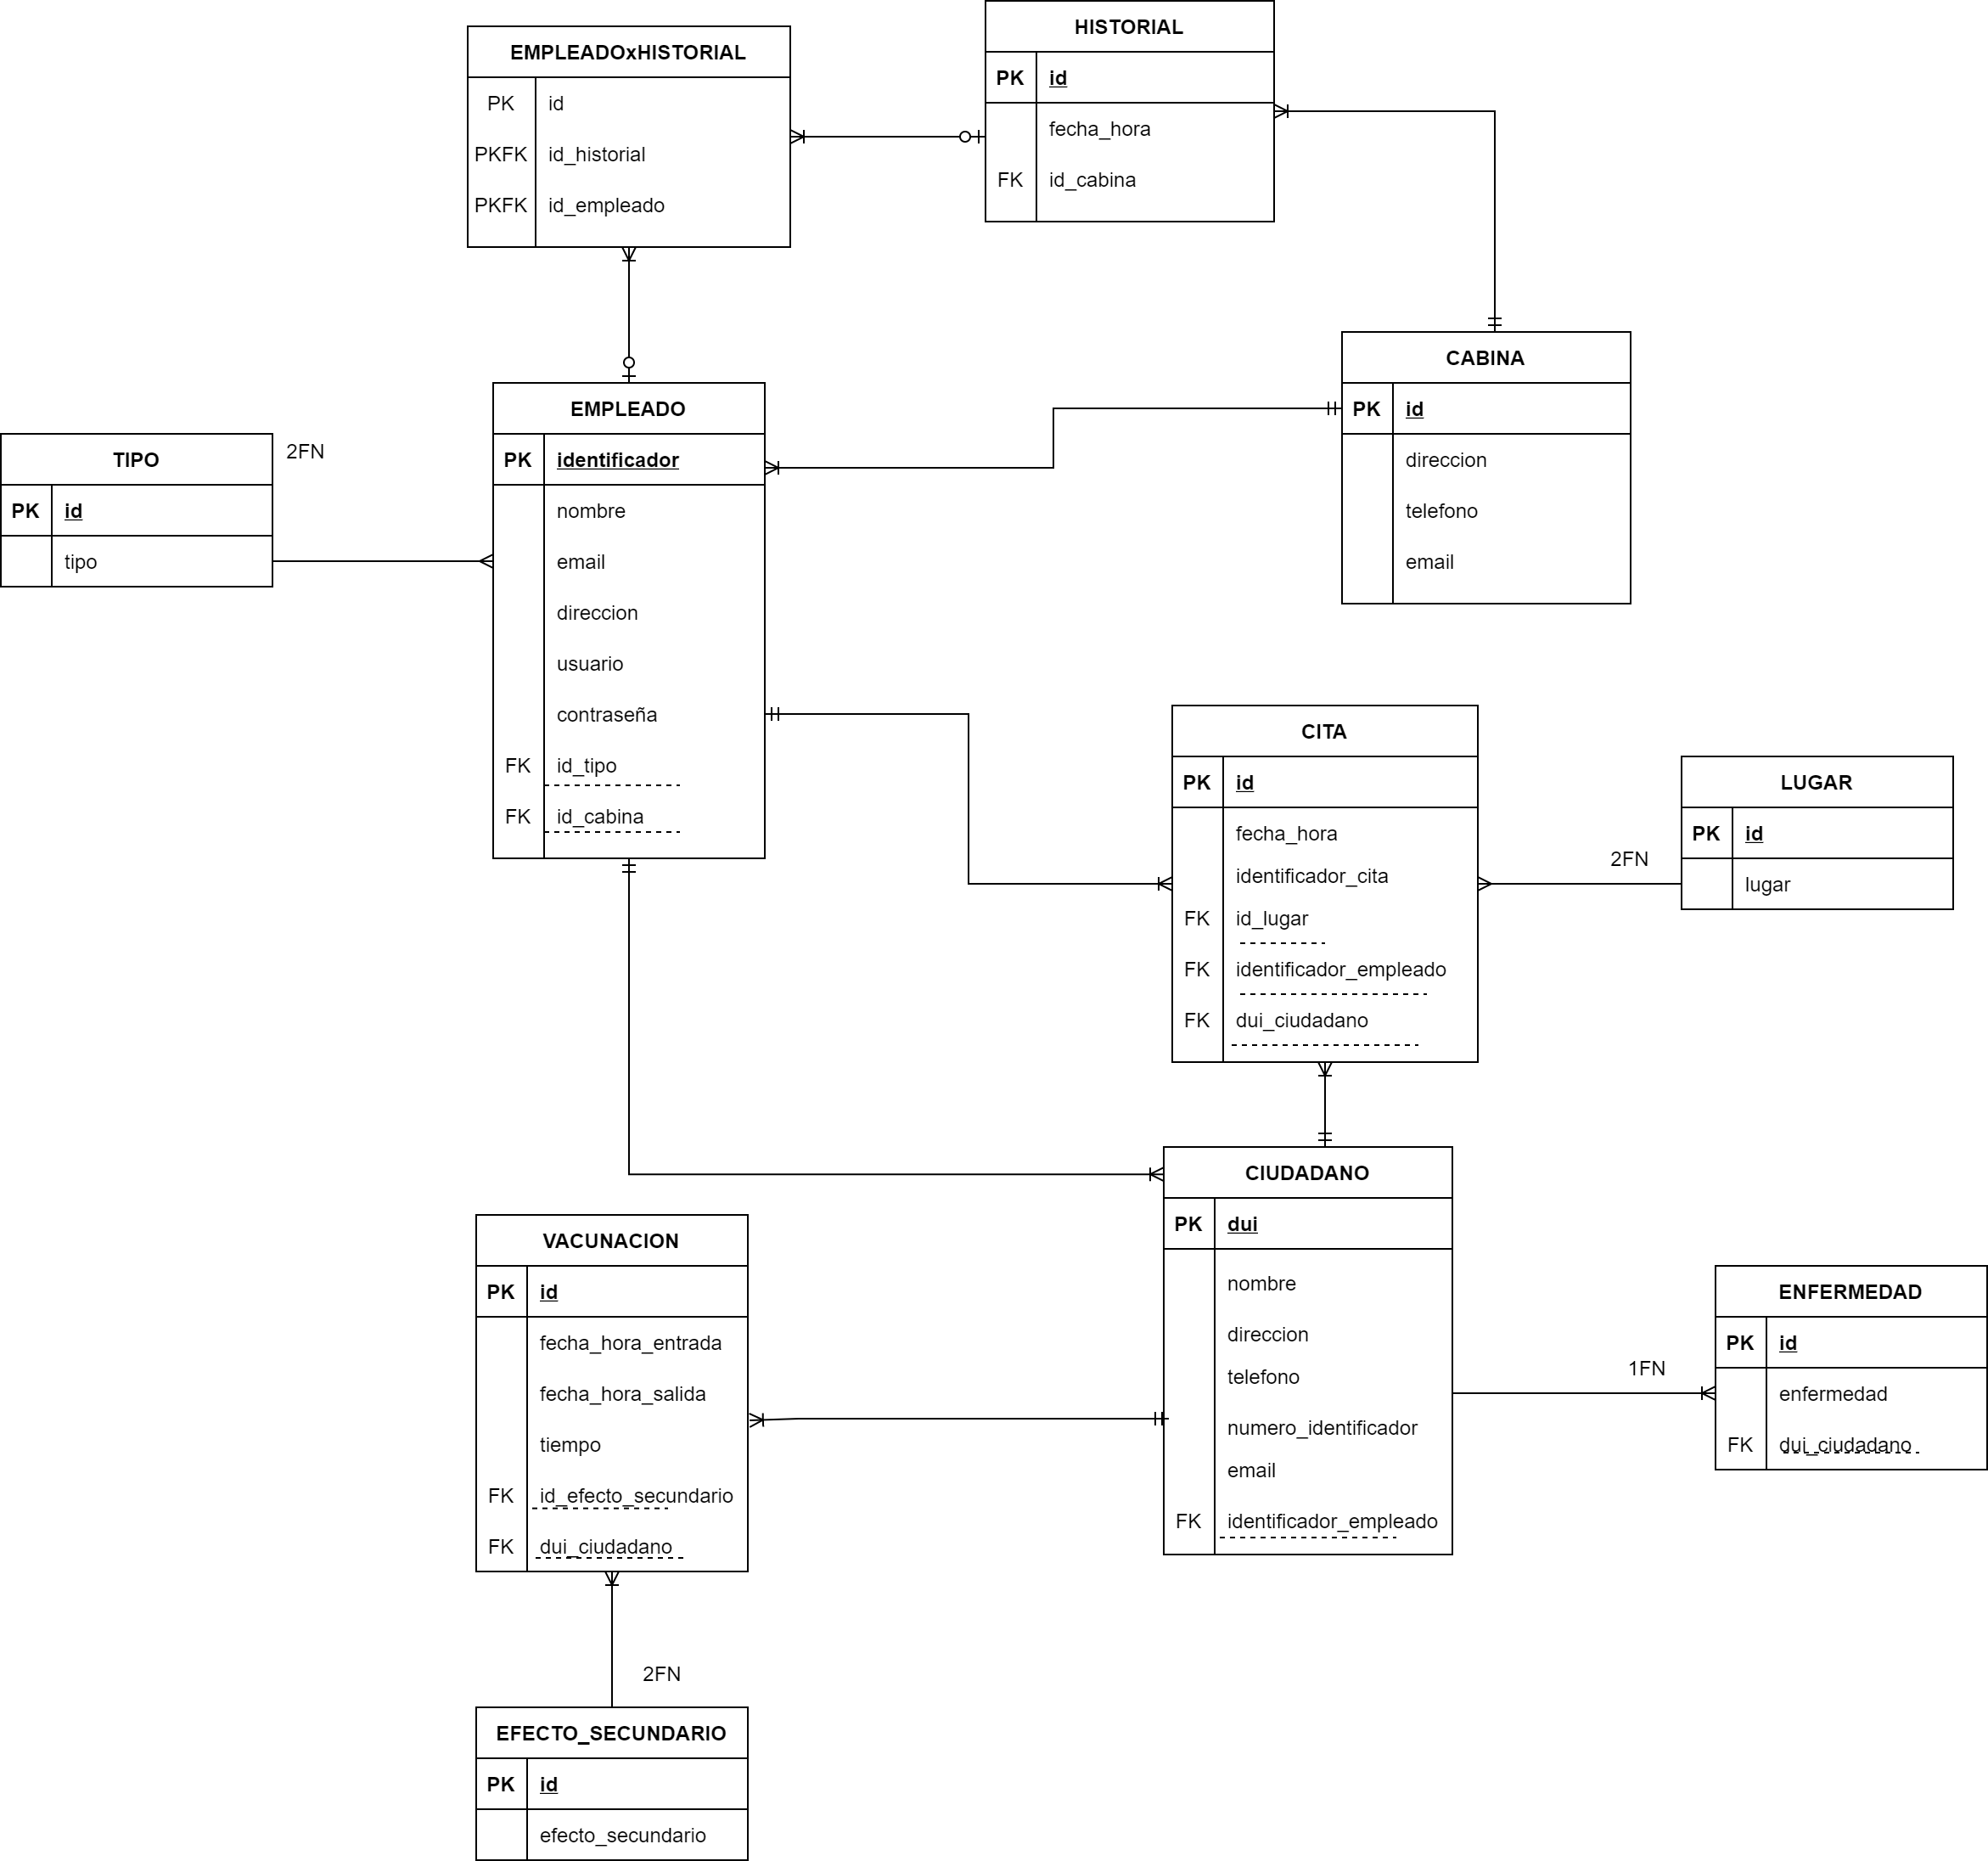 HISTORIAL
PK id
fecha_hora
FK id_cabina
EMPLEADOxHISTORIAL
PK id
PKFK id_historial
PKFK id_empleado
CABINA
PK id
direccion
telefono
email
EMPLEADO
PK identificador
nombre
email
direccion
usuario
contraseña
FK id_tipo
FK id_cabina
TIPO
PK id
tipo
2FN
CITA
PK id
fecha_hora
identificador_cita
FK id_lugar
FK identificador_empleado
FK dui_ciudadano
2FN
LUGAR
PK id
lugar
CIUDADANO
PK dui
nombre
direccion
telefono
numero_identificador
email
FK identificador_empleado
VACUNACION
PK id
fecha_hora_entrada
fecha_hora_salida
tiempo
FK id_efecto_secundario
FK dui_ciudadano
1FN
ENFERMEDAD
PK id
enfermedad
FK dui_ciudadano
2FN
EFECTO_SECUNDARIO
PK id
efecto_secundario